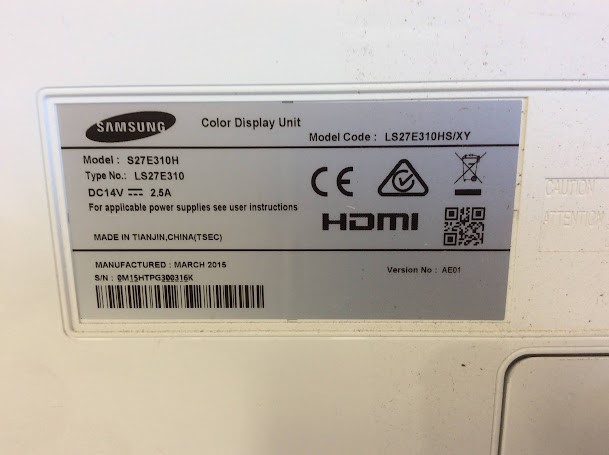 SAMSUNG
Color Display Unit
Model Code : LS27E310HS/XY
Model : S27E310H
Type No.: LS27E310
DC14V ⎓ 2.5A
For applicable power supplies see user instructions
CE
HDMI
MADE IN TIANJIN,CHINA(TSEC)
MANUFACTURED : MARCH 2015
Version No : AE01
S/N : 0M15HTPG300316K
CAUTION
ATTENTION